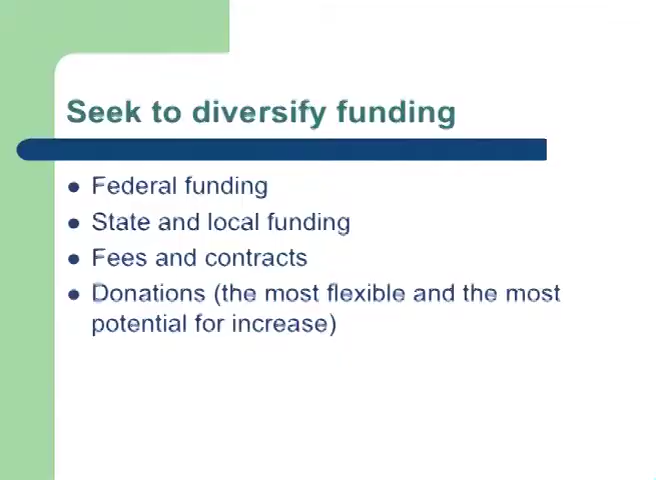 Seek to diversify funding
● Federal funding
● State and local funding
● Fees and contracts
● Donations (the most flexible and the most
potential for increase)